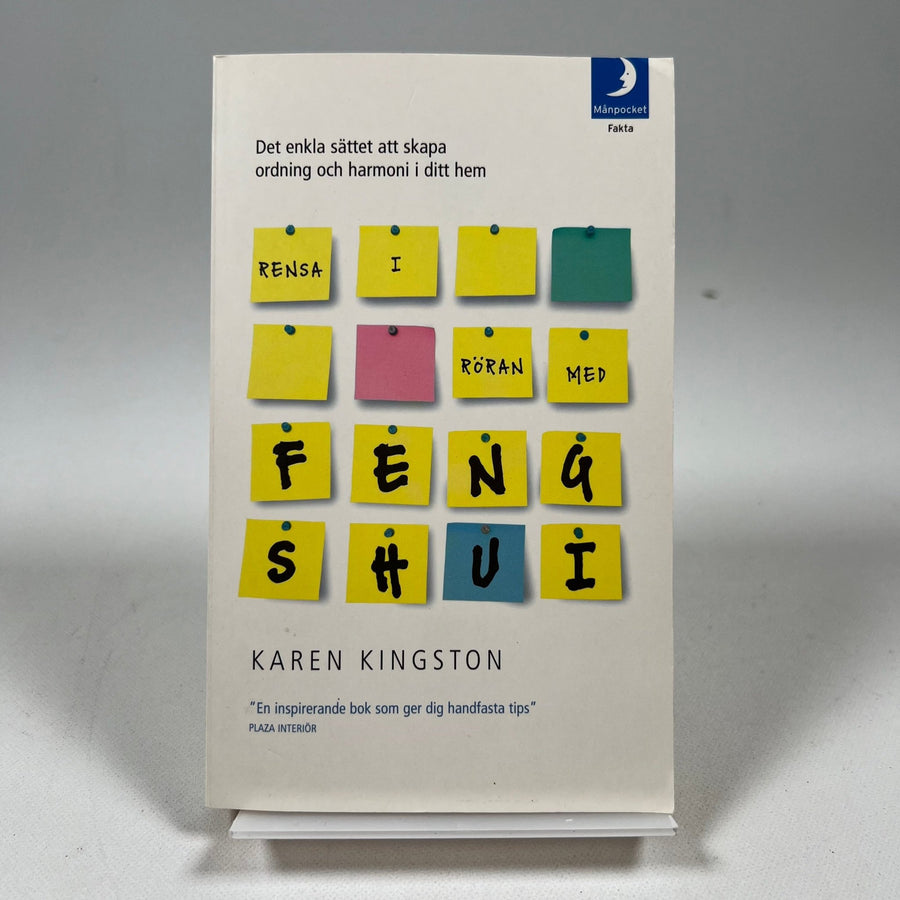 Månpocket
Fakta
Det enkla sättet att skapa
ordning och harmoni i ditt hem
RENSA I
RÖRAN MED
FENG
SHUI
KAREN KINGSTON
"En inspirerande bok som ger dig handfasta tips"
PLAZA INTERIÖR